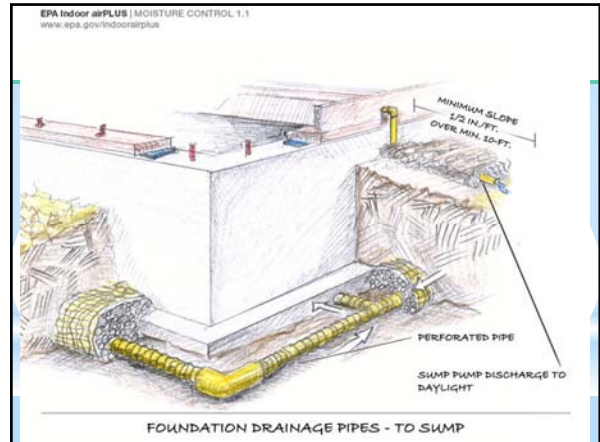 EPA Indoor airPLUS | MOISTURE CONTROL 1.1
www.epa.gov/indoorairplus
MINIMUM SLOPE
1/2 IN./FT.
OVER MIN. 10-FT.
PERFORATED PIPE
SUMP PUMP DISCHARGE TO
DAYLIGHT
FOUNDATION DRAINAGE PIPES - TO SUMP